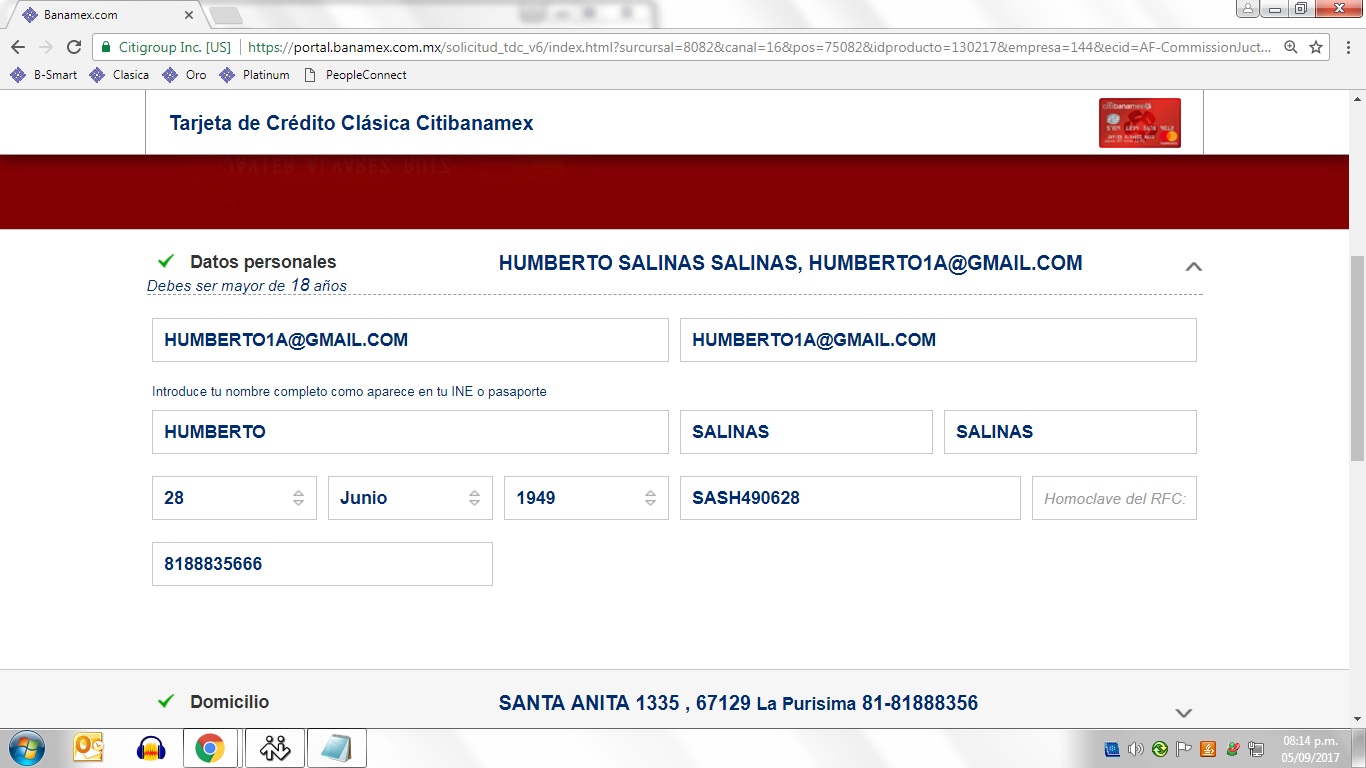 Banamex.com
Citigroup Inc. [US] https://portal.banamex.com.mx/solicitud_tdc_v6/index.html?surcursal=8082&canal=16&pos=75082&idproducto=130217&empresa=144&ecid=AF-CommissionJuct...
B-Smart Clasica Oro Platinum PeopleConnect
Tarjeta de Crédito Clásica Citibanamex
Datos personales HUMBERTO SALINAS SALINAS, HUMBERTO1A@GMAIL.COM
Debes ser mayor de 18 años
HUMBERTO1A@GMAIL.COM HUMBERTO1A@GMAIL.COM
Introduce tu nombre completo como aparece en tu INE o pasaporte
HUMBERTO SALINAS SALINAS
28 Junio 1949 SASH490628 Homoclave del RFC:
8188835666
Domicilio SANTA ANITA 1335 , 67129 La Purisima 81-81888356
08:14 p.m.
05/09/2017